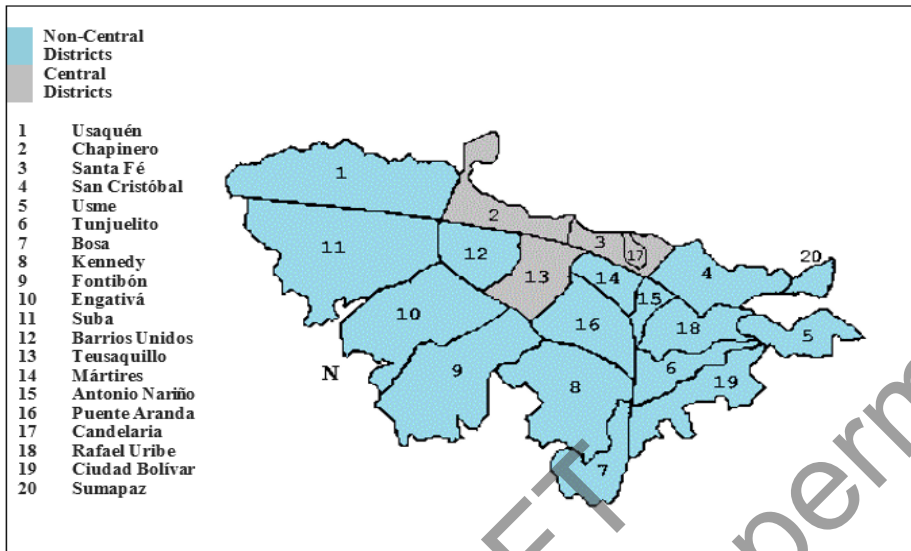 Non-Central
Districts
Central
Districts
1 Usaquén
2 Chapinero
3 Santa Fé
4 San Cristóbal
5 Usme
6 Tunjuelito
7 Bosa
8 Kennedy
9 Fontibón
10 Engativá
11 Suba
12 Barrios Unidos
13 Teusaquillo
14 Mártires
15 Antonio Nariño
16 Puente Aranda
17 Candelaria
18 Rafael Uribe
19 Ciudad Bolívar
20 Sumapaz
1
2
3
17
20
11
12
13
14
4
15
10
16
18
5
N
9
8
6
19
7